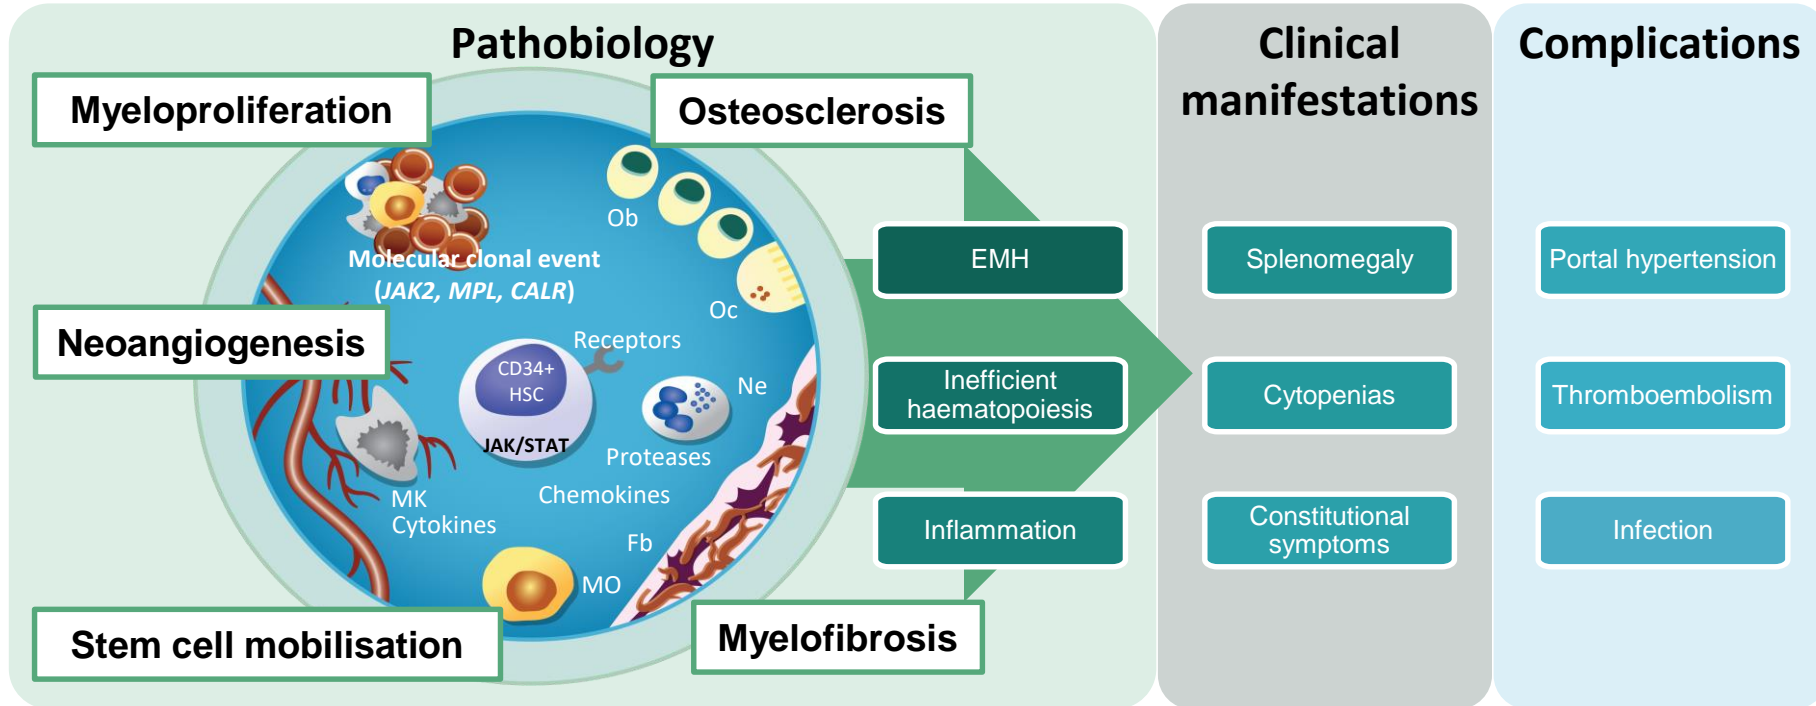 Pathobiology
Myeloproliferation
Osteosclerosis
Neoangiogenesis
Stem cell mobilisation
Myelofibrosis
Molecular clonal event
(JAK2, MPL, CALR)
Ob
Oc
Receptors
CD34+
HSC
JAK/STAT
Ne
Proteases
Chemokines
MK
Cytokines
Fb
MO
EMH
Inefficient
haematopoiesis
Inflammation
Clinical
manifestations
Splenomegaly
Cytopenias
Constitutional
symptoms
Complications
Portal hypertension
Thromboembolism
Infection